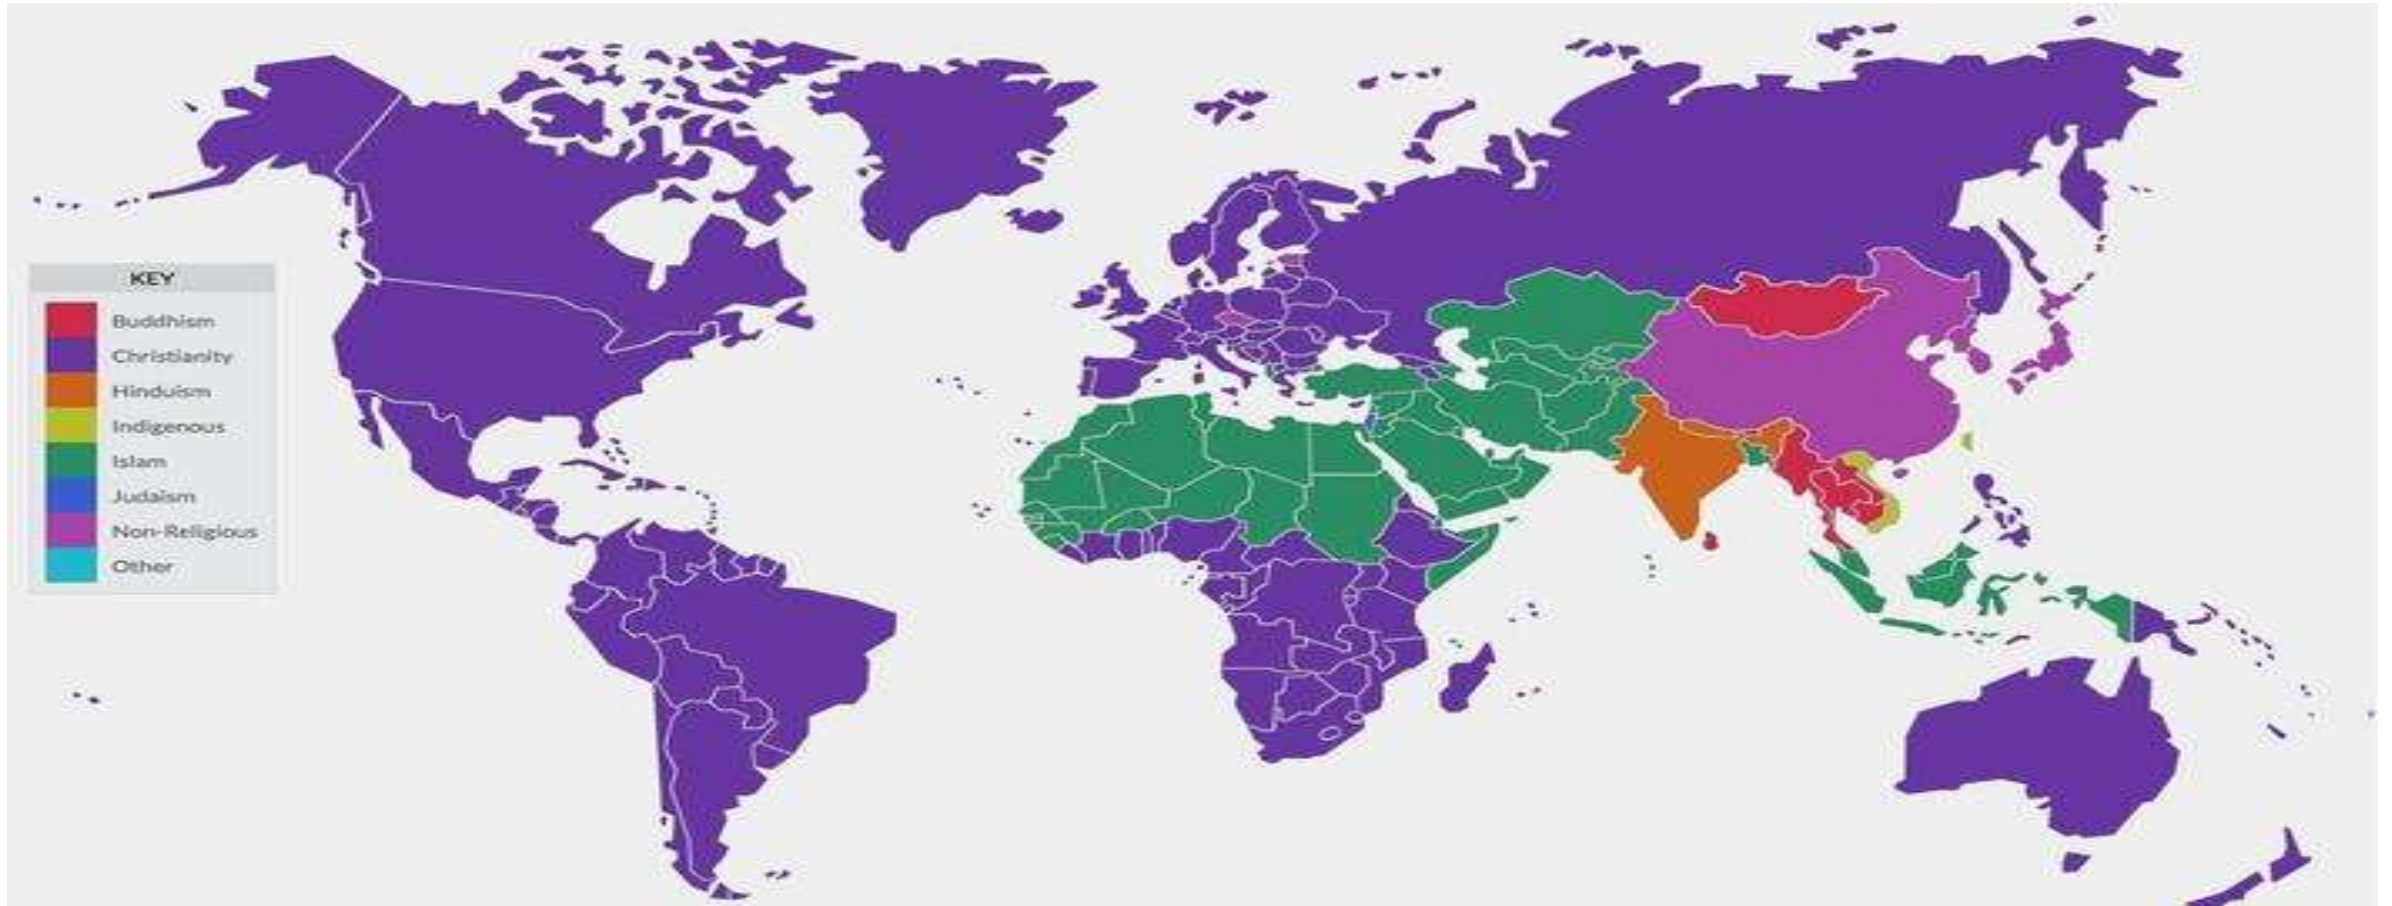 KEY
Buddhism
Christianity
Hinduism
Indigenous
Islam
Judaism
Non-Religious
Other